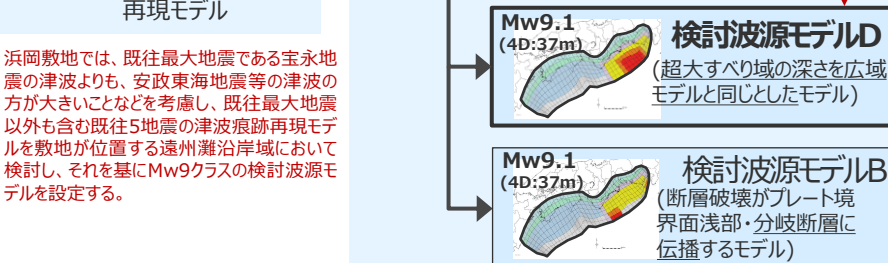 再現モデル
浜岡敷地では、既往最大地震である宝永地
震の津波よりも、安政東海地震等の津波の
方が大きいことなどを考慮し、既往最大地震
以外も含む既往5地震の津波痕跡再現モデ
ルを敷地が位置する遠州灘沿岸域において
検討し、それを基にMw9クラスの検討波源モ
デルを設定する。
Mw9.1
(4D:37m)
検討波源モデルD
(超大すべり域の深さを広域
モデルと同じとしたモデル)
Mw9.1
(4D:37m)
検討波源モデルB
(断層破壊がプレート境
界面浅部・分岐断層に
伝播するモデル)